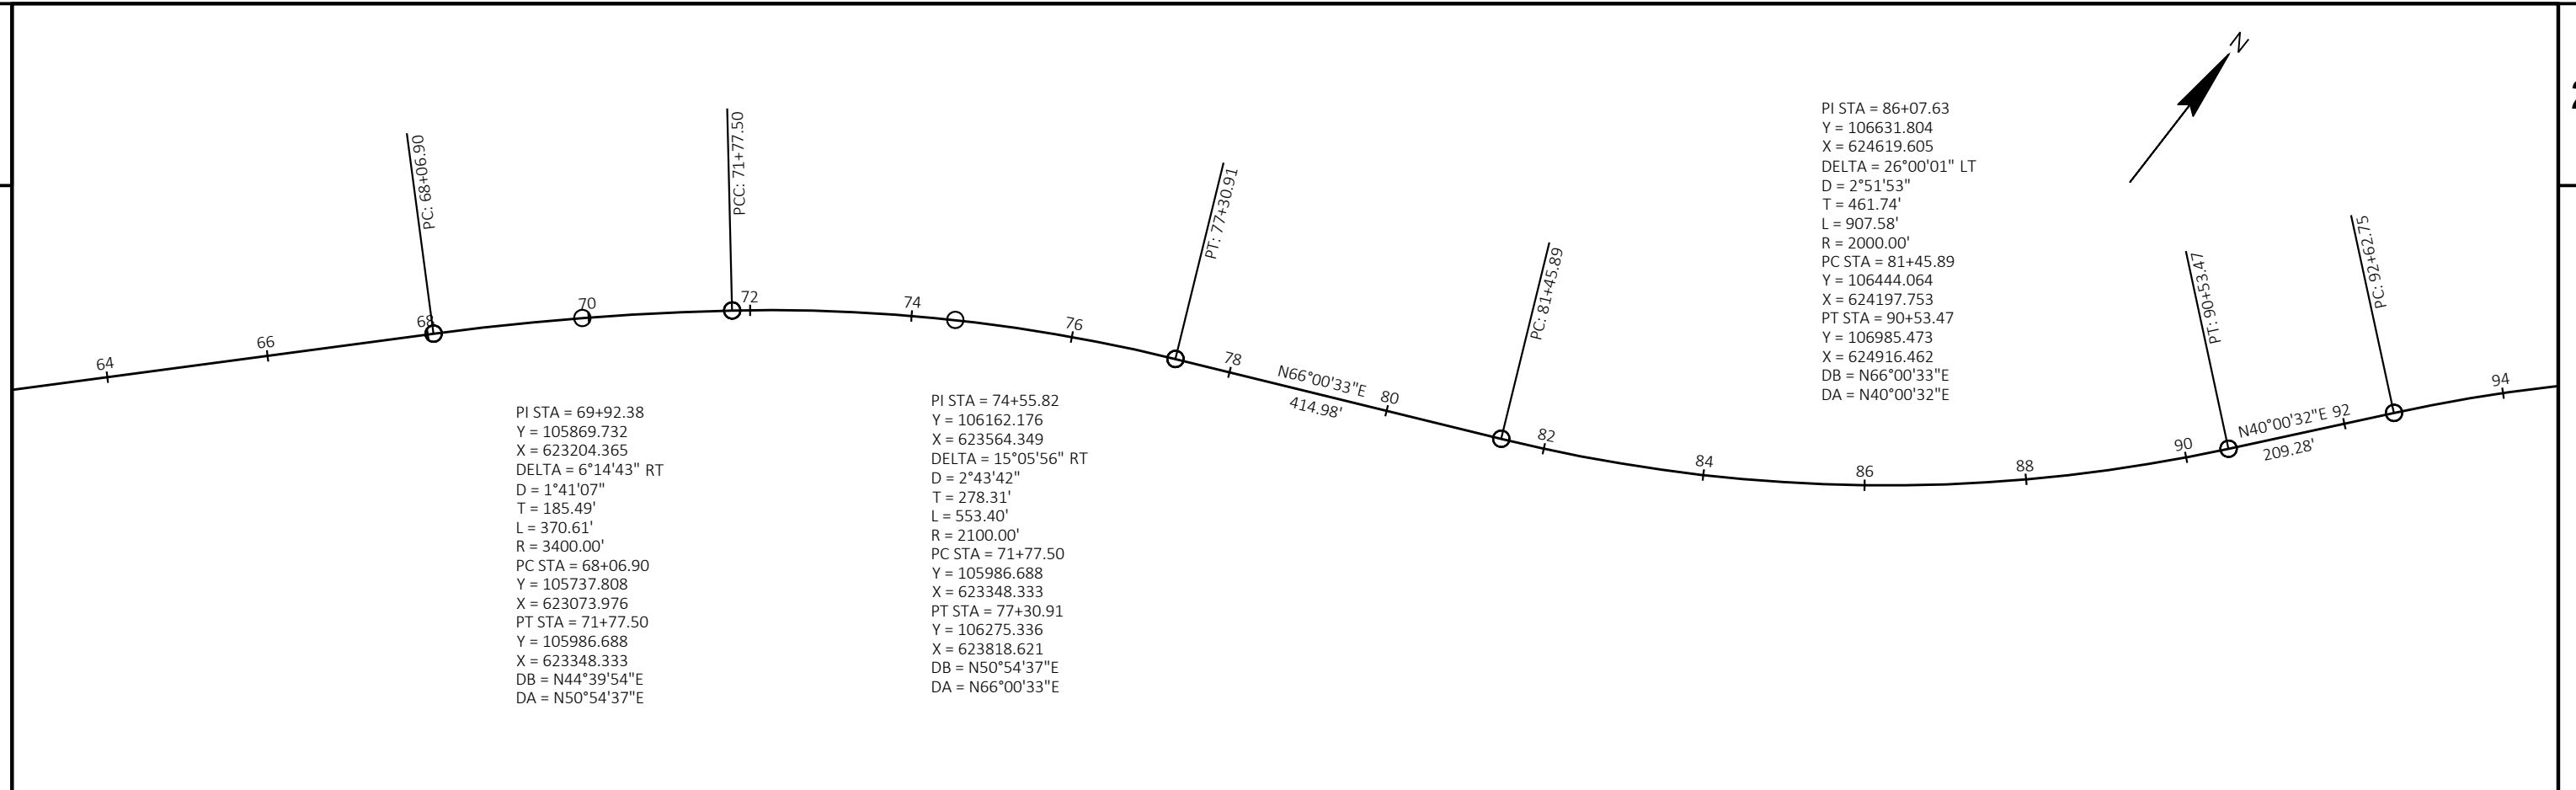 N
PC: 68+06.90
PCC: 71+77.50
PT: 77+30.91
PC: 81+45.89
PT: 90+53.47
PC: 92+62.75
64
66
68
70
72
74
76
78
N66°00'33"E
414.98'
80
82
84
86
88
90
N40°00'32"E
209.28'
92
94
PI STA = 69+92.38
Y = 105869.732
X = 623204.365
DELTA = 6°14'43" RT
D = 1°41'07"
T = 185.49'
L = 370.61'
R = 3400.00'
PC STA = 68+06.90
Y = 105737.808
X = 623073.976
PT STA = 71+77.50
Y = 105986.688
X = 623348.333
DB = N44°39'54"E
DA = N50°54'37"E
PI STA = 74+55.82
Y = 106162.176
X = 623564.349
DELTA = 15°05'56" RT
D = 2°43'42"
T = 278.31'
L = 553.40'
R = 2100.00'
PC STA = 71+77.50
Y = 105986.688
X = 623348.333
PT STA = 77+30.91
Y = 106275.336
X = 623818.621
DB = N50°54'37"E
DA = N66°00'33"E
PI STA = 86+07.63
Y = 106631.804
X = 624619.605
DELTA = 26°00'01" LT
D = 2°51'53"
T = 461.74'
L = 907.58'
R = 2000.00'
PC STA = 81+45.89
Y = 106444.064
X = 624197.753
PT STA = 90+53.47
Y = 106985.473
X = 624916.462
DB = N66°00'33"E
DA = N40°00'32"E